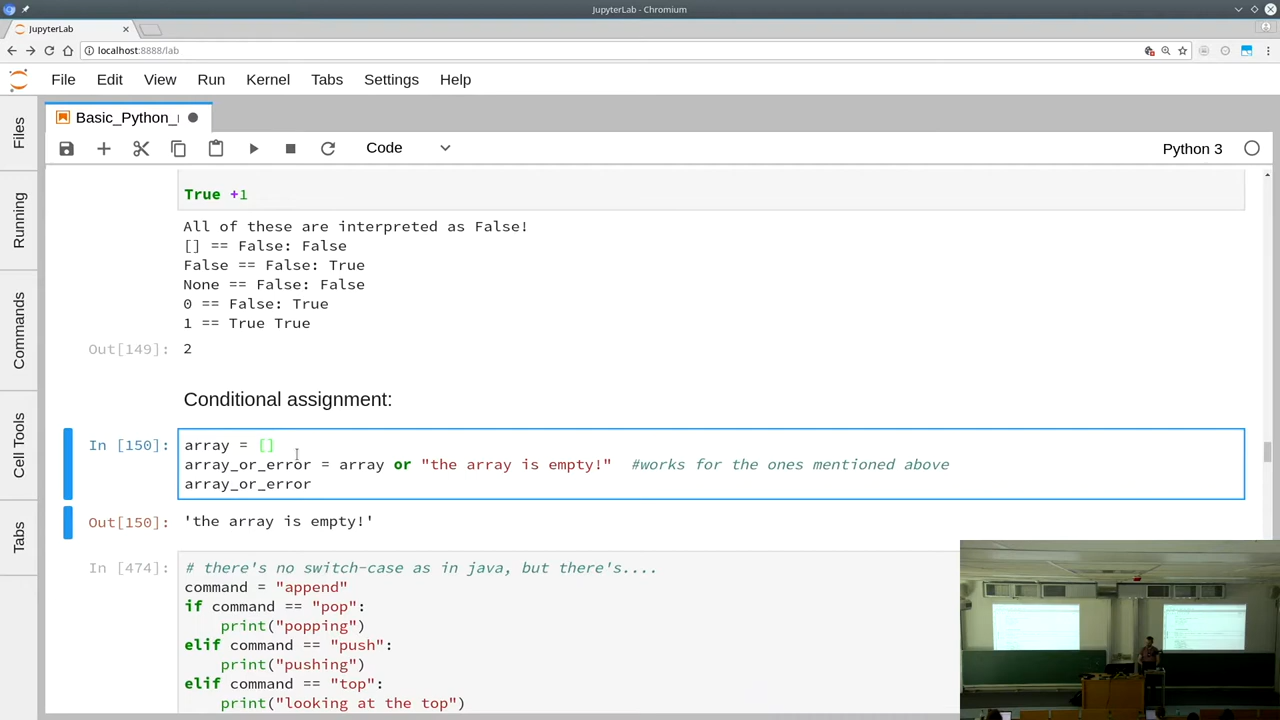 JupyterLab - Chromium
JupyterLab
localhost:8888/lab
File Edit View Run Kernel Tabs Settings Help
Basic_Python_
Code
Python 3
Files
Running
Commands
Cell Tools
Tabs
True +1
All of these are interpreted as False!
[] == False: False
False == False: True
None == False: False
0 == False: True
1 == True True
Out[149]: 2
Conditional assignment:
In [150]: array = []
array_or_error = array or "the array is empty!"  #works for the ones mentioned above
array_or_error
Out[150]: 'the array is empty!'
In [474]: # there's no switch-case as in java, but there's....
command = "append"
if command == "pop":
    print("popping")
elif command == "push":
    print("pushing")
elif command == "top":
    print("looking at the top")